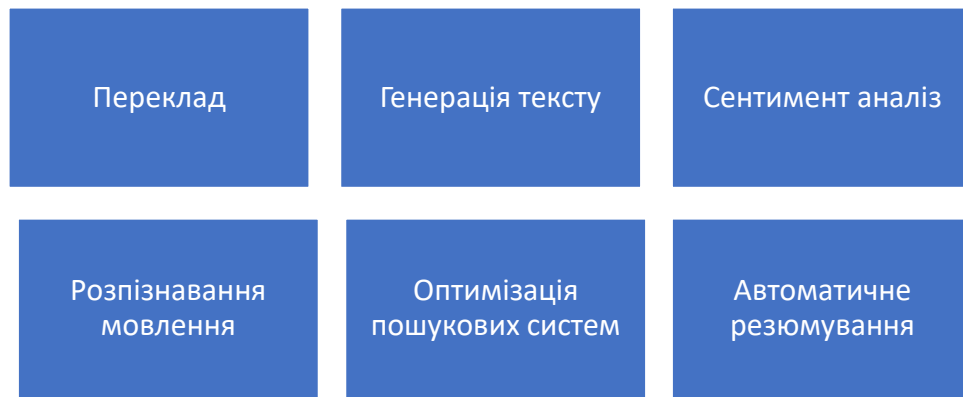 Переклад
Генерація тексту
Сентимент аналіз
Розпізнавання
мовлення
Оптимізація
пошукових систем
Автоматичне
резюмування